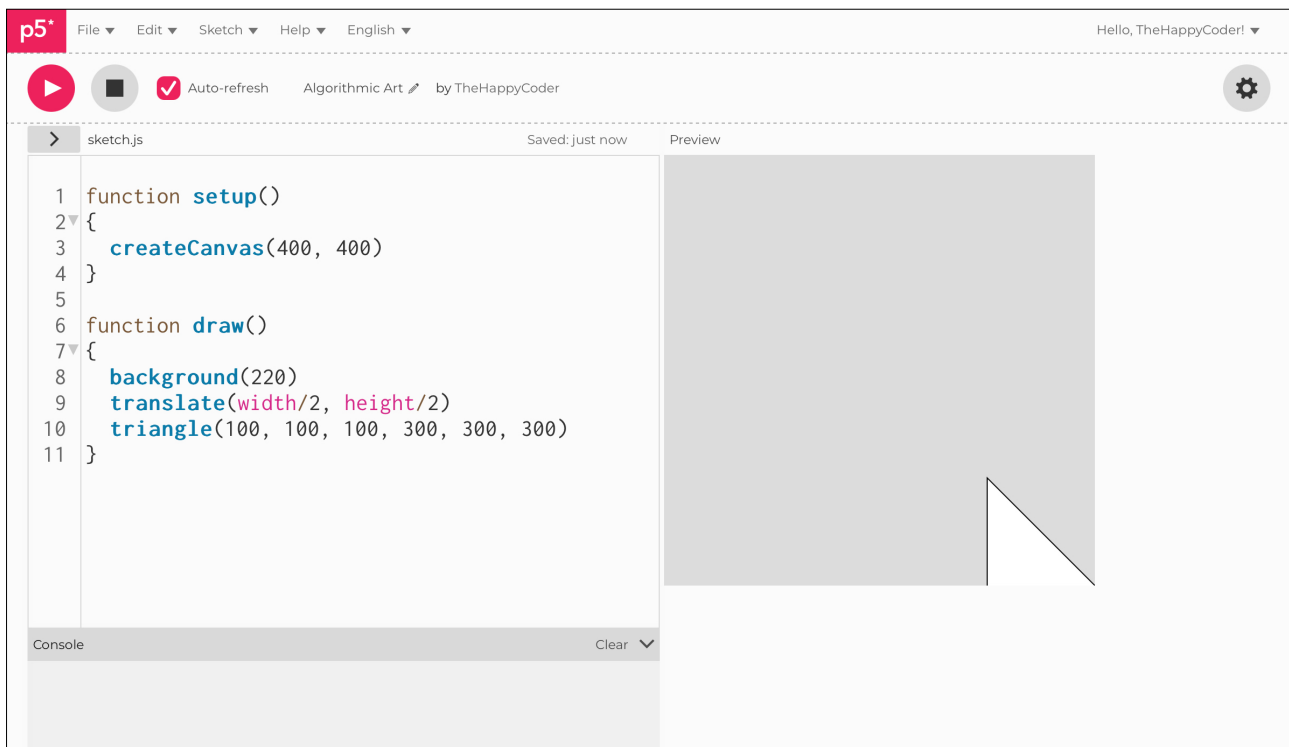 p5* File Edit Sketch Help English Hello, TheHappyCoder!
Auto-refresh Algorithmic Art by TheHappyCoder
sketch.js Saved: just now Preview
1 function setup()
2 {
3 createCanvas(400, 400)
4 }
5
6 function draw()
7 {
8 background(220)
9 translate(width/2, height/2)
10 triangle(100, 100, 100, 300, 300, 300)
11 }
Console Clear